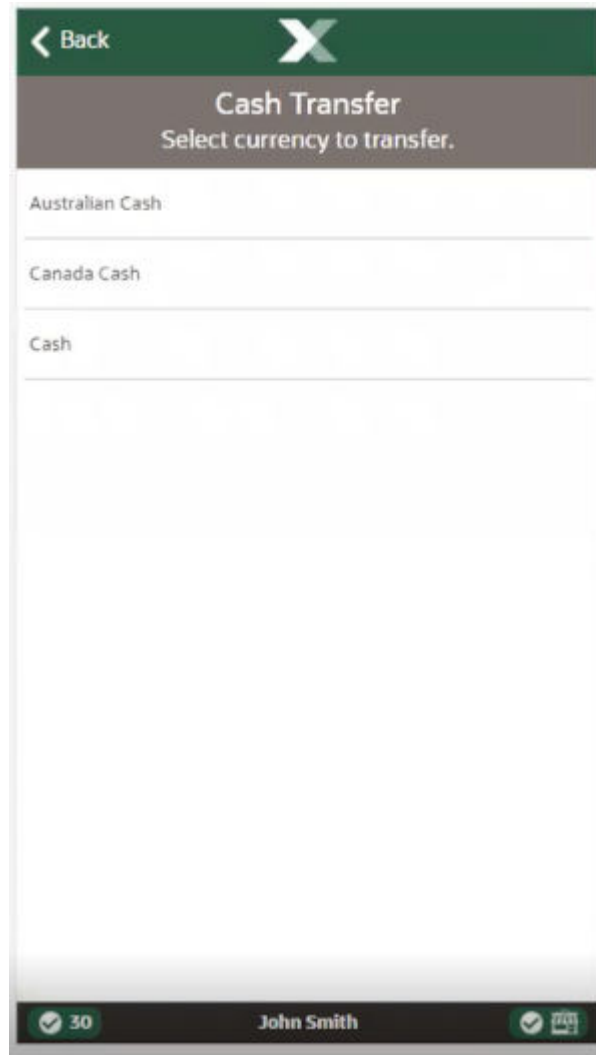 Back
Cash Transfer
Select currency to transfer.
Australian Cash
Canada Cash
Cash
30
John Smith